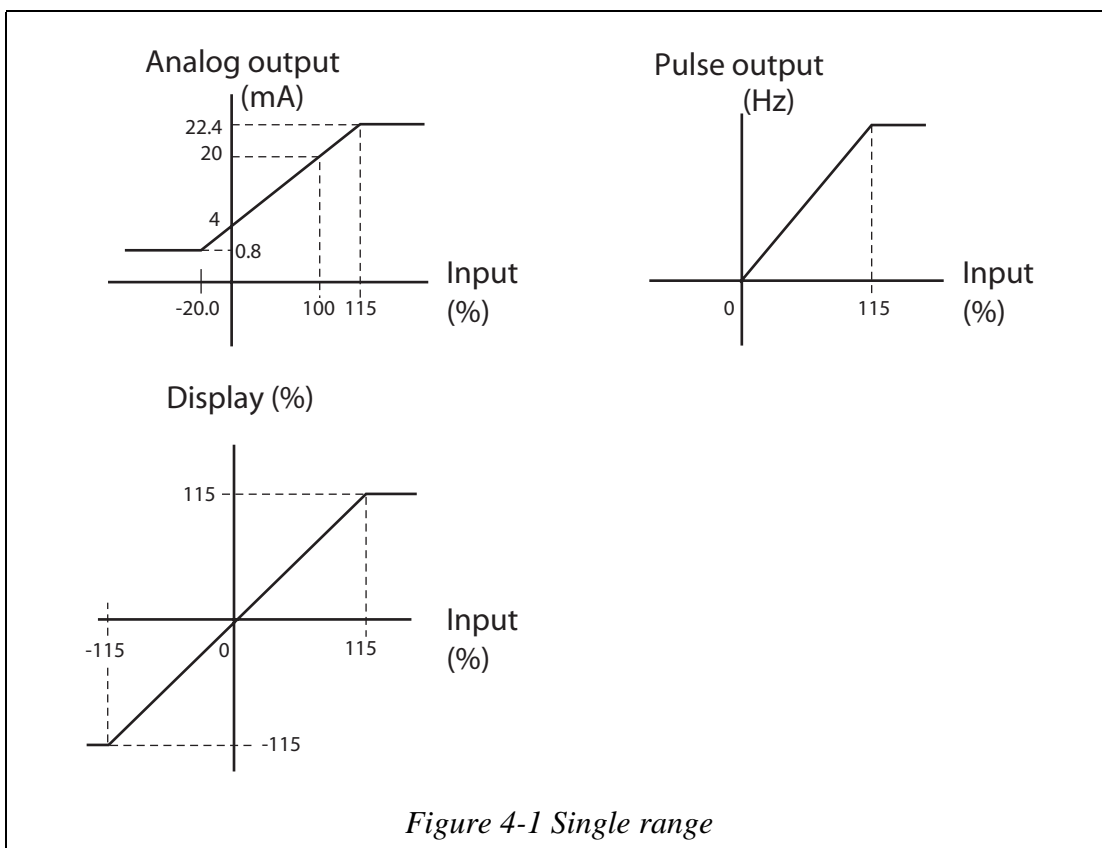 Analog output
(mA)
22.4
20
4
0.8
-20.0
100
115
Input
(%)
Pulse output
(Hz)
0
115
Input
(%)
Display (%)
115
-115
0
115
Input
(%)
-115
Figure 4-1 Single range